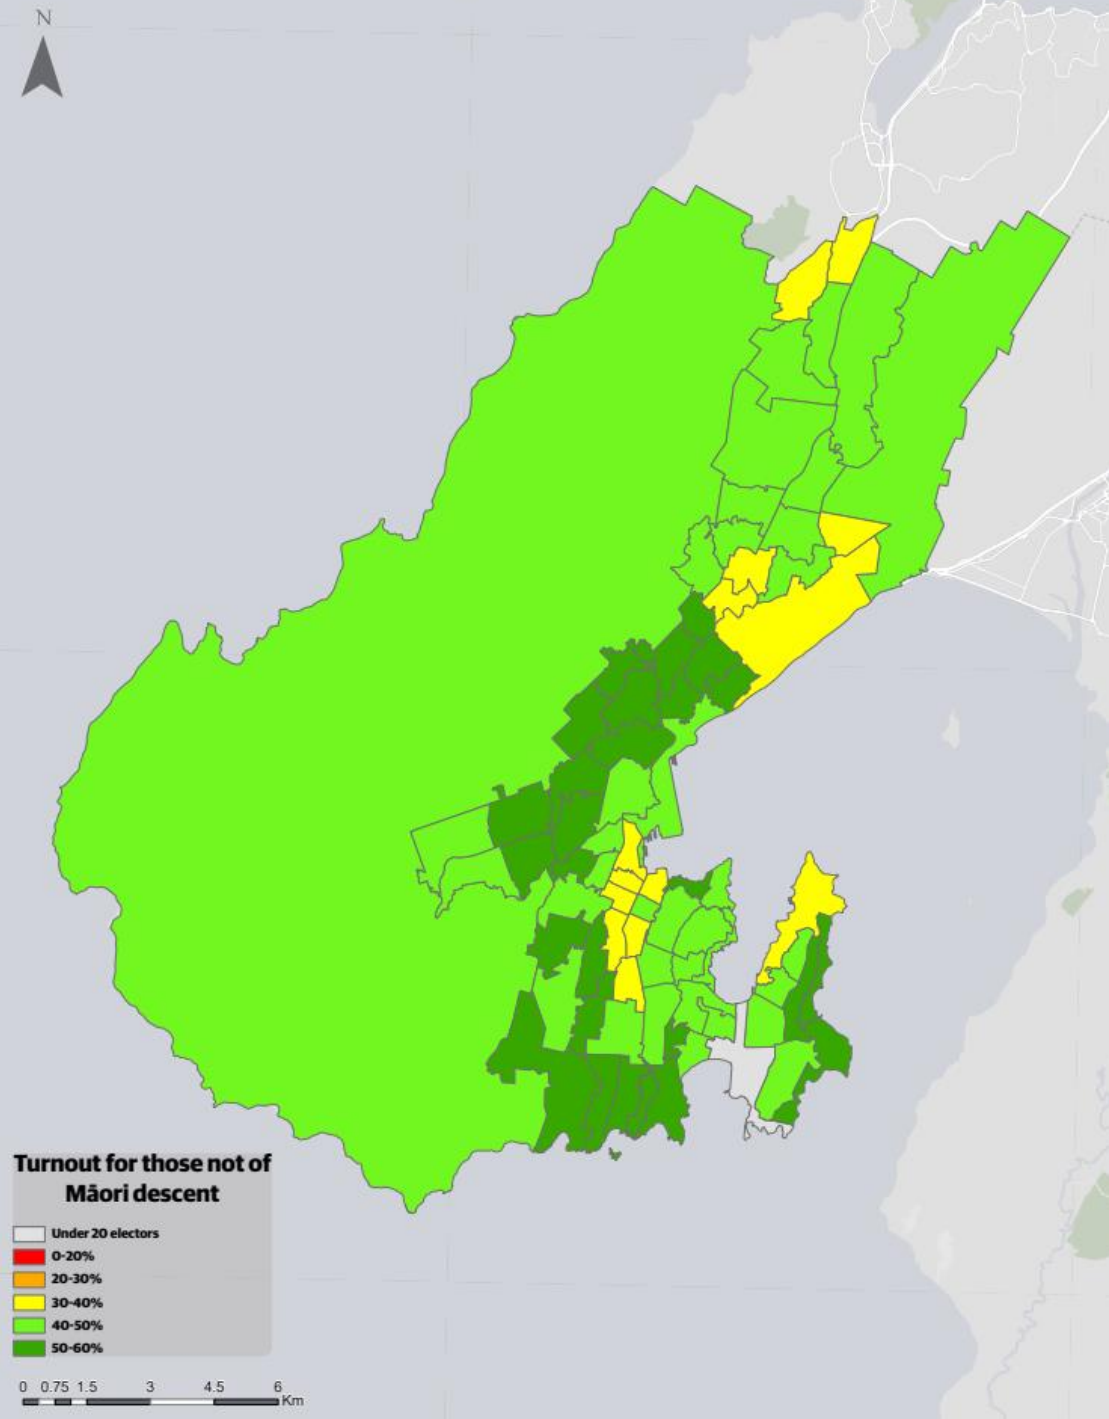 N
Turnout for those not of
Māori descent
Under 20 electors
0-20%
20-30%
30-40%
40-50%
50-60%
0 0.75 1.5 3 4.5 6
Km